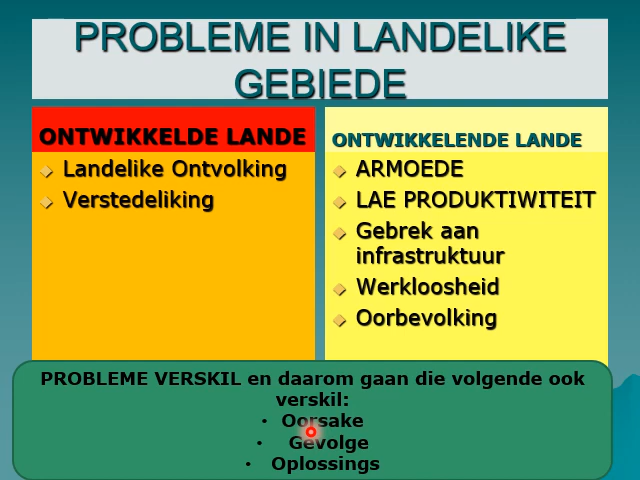 PROBLEME IN LANDELIKE
GEBIEDE
ONTWIKKELDE LANDE
Landelike Ontvolking
Verstedeliking
ONTWIKKELENDE LANDE
ARMOEDE
LAE PRODUKTIWITEIT
Gebrek aan
infrastruktuur
Werkloosheid
Oorbevolking
PROBLEME VERSKIL en daarom gaan die volgende ook
verskil:
• Oorsake
• Gevolge
• Oplossings